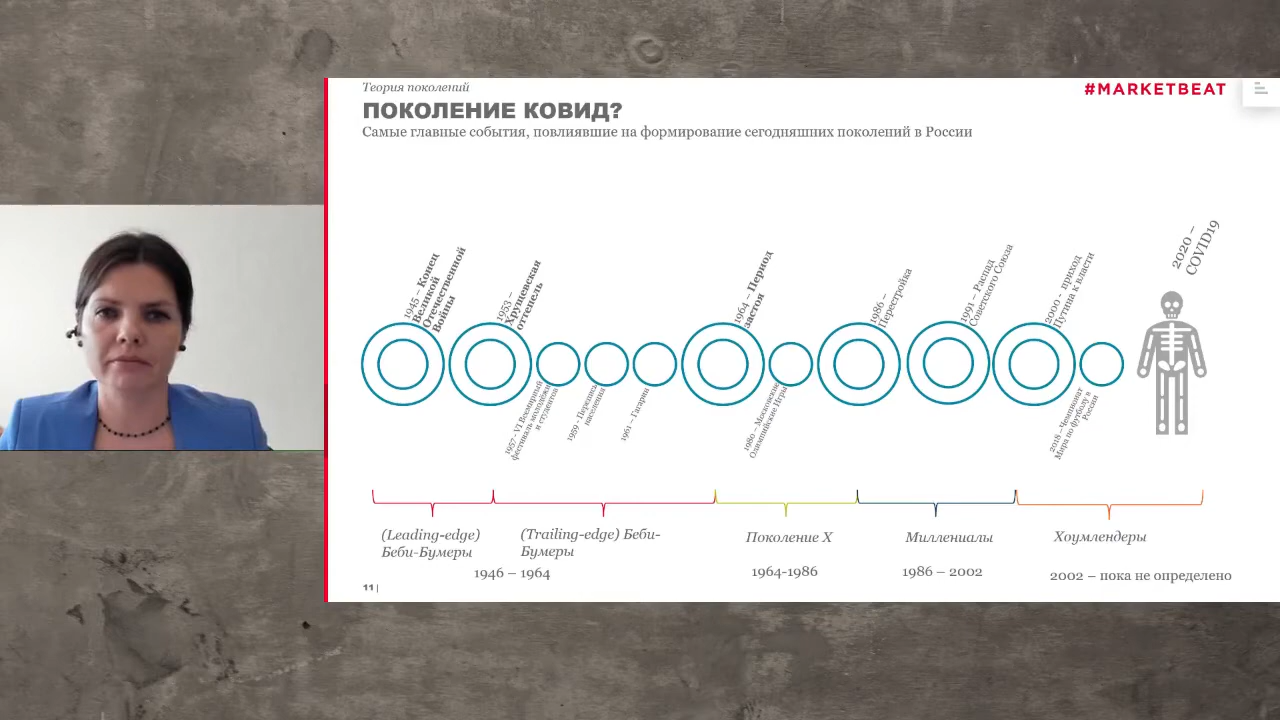 Теория поколений
#MARKETBEAT
ПОКОЛЕНИЕ КОВИД?
Самые главные события, повлиявшие на формирование сегодняшних поколений в России
1945 – Конец
Великой
Отечественной
Войны
1953 –
Хрущевская
оттепель
1957 - VI Всемирный
фестиваль молодёжи
и студентов
1959 - Перепись
населения
1961 – Гагарин
1964 – Период
застоя
1980 – Московские
Олимпийские Игры
1986 –
Перестройка
1991 – Распад
Советского Союза
2000 - приход
Путина к власти
2018 – Чемпионат
Мира по футболу в
России
2020 –
COVID19
(Leading-edge)
Беби-Бумеры
(Trailing-edge) Беби-
Бумеры
1946 – 1964
Поколение X
1964-1986
Миллениалы
1986 – 2002
Хоумлендеры
2002 – пока не определено
11 |